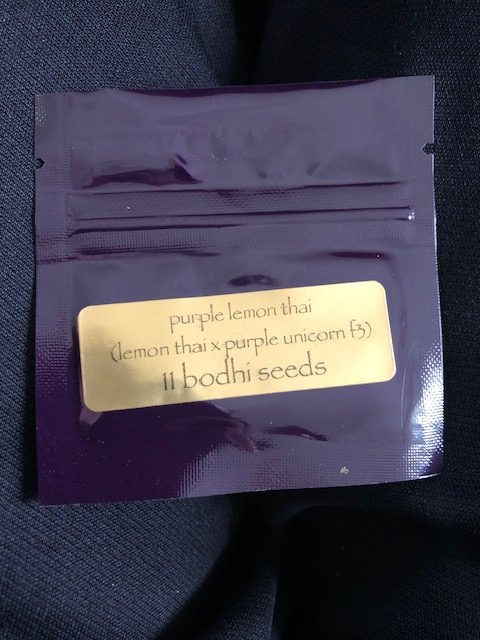 purple lemon thai
(lemon thai x purple unicorn f3)
11 bodhi seeds